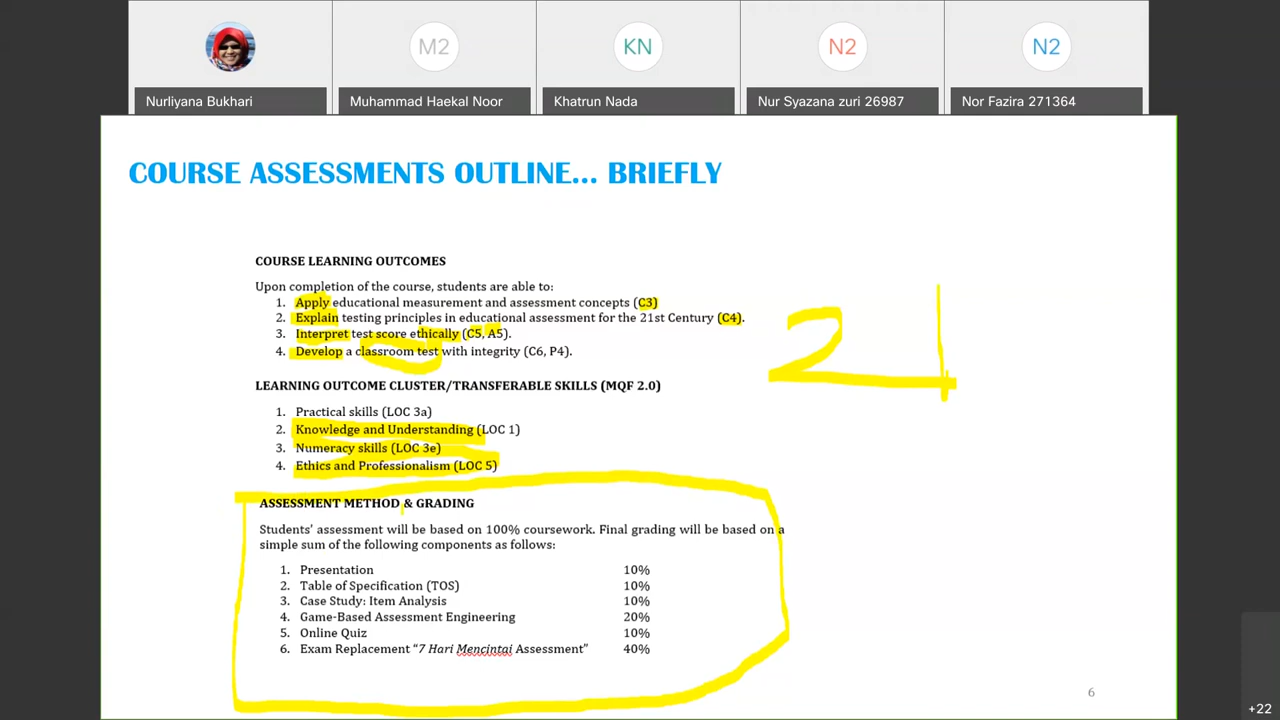 M2
KN
N2
N2
Nurliyana Bukhari
Muhammad Haekal Noor
Khatrun Nada
Nur Syazana zuri 26987
Nor Fazira 271364
COURSE ASSESSMENTS OUTLINE... BRIEFLY
COURSE LEARNING OUTCOMES
Upon completion of the course, students are able to:
1. Apply educational measurement and assessment concepts (C3)
2. Explain testing principles in educational assessment for the 21st Century (C4).
3. Interpret test score ethically (C5, A5).
4. Develop a classroom test with integrity (C6, P4).
21
LEARNING OUTCOME CLUSTER/TRANSFERABLE SKILLS (MQF 2.0)
1. Practical skills (LOC 3a)
2. Knowledge and Understanding (LOC 1)
3. Numeracy skills (LOC 3e)
4. Ethics and Professionalism (LOC 5)
ASSESSMENT METHOD & GRADING
Students' assessment will be based on 100% coursework. Final grading will be based on a
simple sum of the following components as follows:
1. Presentation 10%
2. Table of Specification (TOS) 10%
3. Case Study: Item Analysis 10%
4. Game-Based Assessment Engineering 20%
5. Online Quiz 10%
6. Exam Replacement "7 Hari Mencintai Assessment" 40%
6
+22